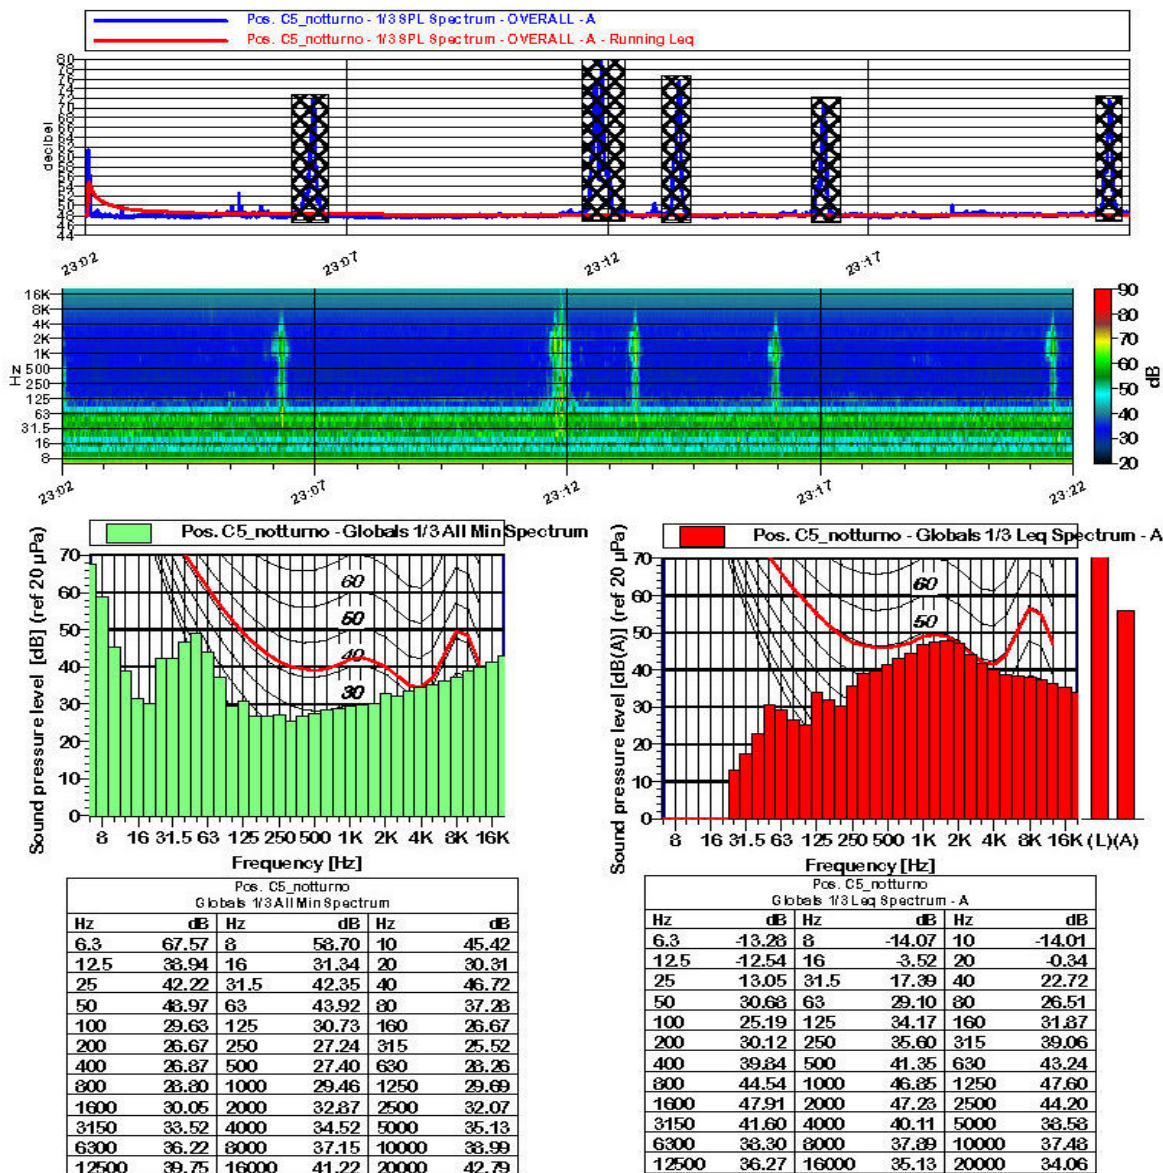 Pos. C5_notturno - 1/3 SPL Spectrum - OVERALL - A
Pos. C5_notturno - 1/3 SPL Spectrum - OVERALL - A - Running Leq
decibel
80
78
76
74
72
70
68
66
64
62
60
58
56
54
52
50
48
46
44
23:02 23:07 23:12 23:17
Hz
16K
8K
4K
2K
1K
500
250
125
63
31.5
16
8
23:02 23:07 23:12 23:17 23:22
90
80
70
60
50
40
30
20
dB
Pos. C5_notturno - Globals 1/3 All Min Spectrum
Sound pressure level [dB] (ref 20 µPa)
70
60
50
40
30
20
10
0
60
50
40
30
8 16 31.5 63 125 250 500 1K 2K 4K 8K 16K
Frequency [Hz]
Pos. C5_notturno - Globals 1/3 Leq Spectrum - A
Sound pressure level [dB(A)] (ref 20 µPa)
70
60
50
40
30
20
10
0
60
50
8 16 31.5 63 125 250 500 1K 2K 4K 8K 16K (L) (A)
Frequency [Hz]
Pos. C5_notturno
Globals 1/3 All Min Spectrum
Hz dB Hz dB Hz dB
6.3 67.57 8 58.70 10 45.42
12.5 38.94 16 31.34 20 30.31
25 42.22 31.5 42.35 40 46.72
50 48.97 63 43.92 80 37.28
100 29.63 125 30.73 160 26.67
200 26.67 250 27.24 315 25.52
400 26.87 500 27.40 630 28.26
800 28.80 1000 29.46 1250 29.69
1600 30.05 2000 32.87 2500 32.07
3150 33.52 4000 34.52 5000 35.13
6300 36.22 8000 37.15 10000 38.99
12500 39.75 16000 41.22 20000 42.79
Pos. C5_notturno
Globals 1/3 Leq Spectrum - A
Hz dB Hz dB Hz dB
6.3 -13.28 8 -14.07 10 -14.01
12.5 -12.54 16 -3.52 20 -0.34
25 13.05 31.5 17.39 40 22.72
50 30.68 63 29.10 80 26.51
100 25.19 125 34.17 160 31.87
200 30.12 250 35.60 315 39.06
400 39.84 500 41.35 630 43.24
800 44.54 1000 46.85 1250 47.60
1600 47.91 2000 47.23 2500 44.20
3150 41.60 4000 40.11 5000 38.58
6300 38.30 8000 37.89 10000 37.48
12500 36.27 16000 35.13 20000 34.06